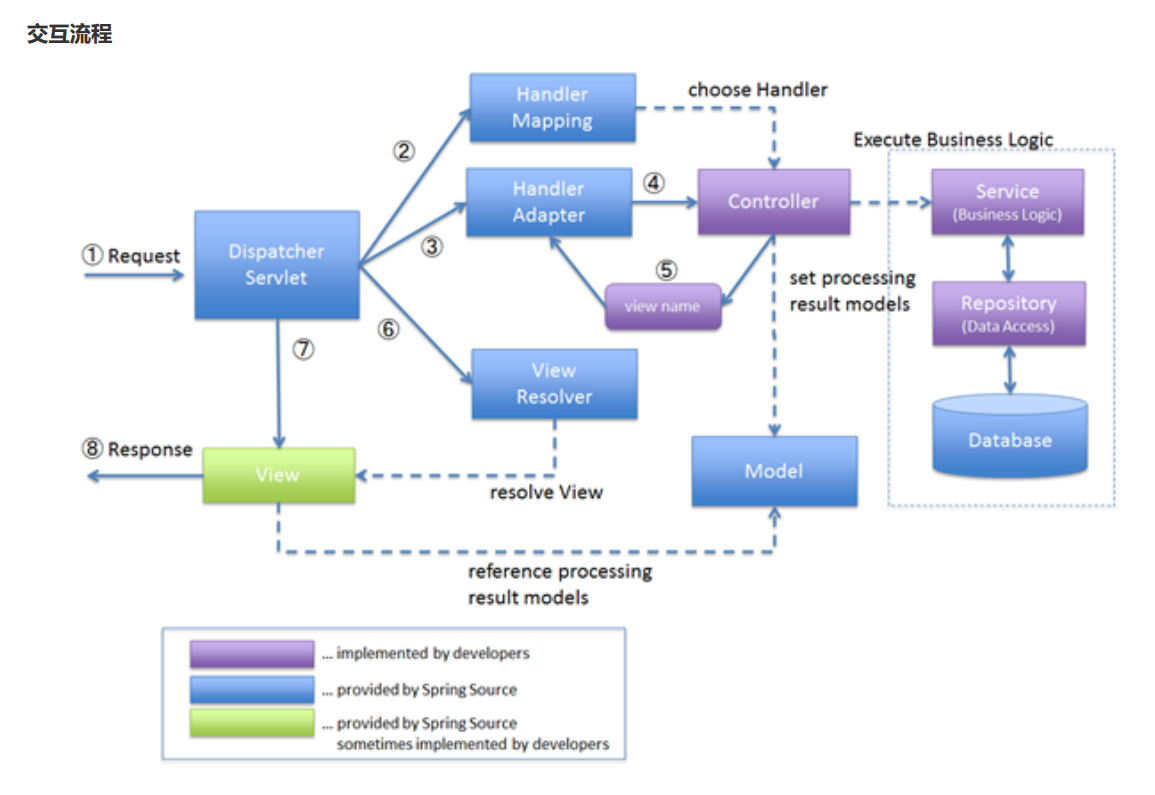 交互流程
Handler
Mapping
choose Handler
②
Execute Business Logic
Handler
Adapter
④
Controller
Service
(Business Logic)
① Request
Dispatcher
Servlet
③
⑤
view name
set processing
result models
Repository
(Data Access)
⑥
⑦
View
Resolver
Database
⑧ Response
View
resolve View
Model
reference processing
result models
... implemented by developers
... provided by Spring Source
... provided by Spring Source
sometimes implemented by developers